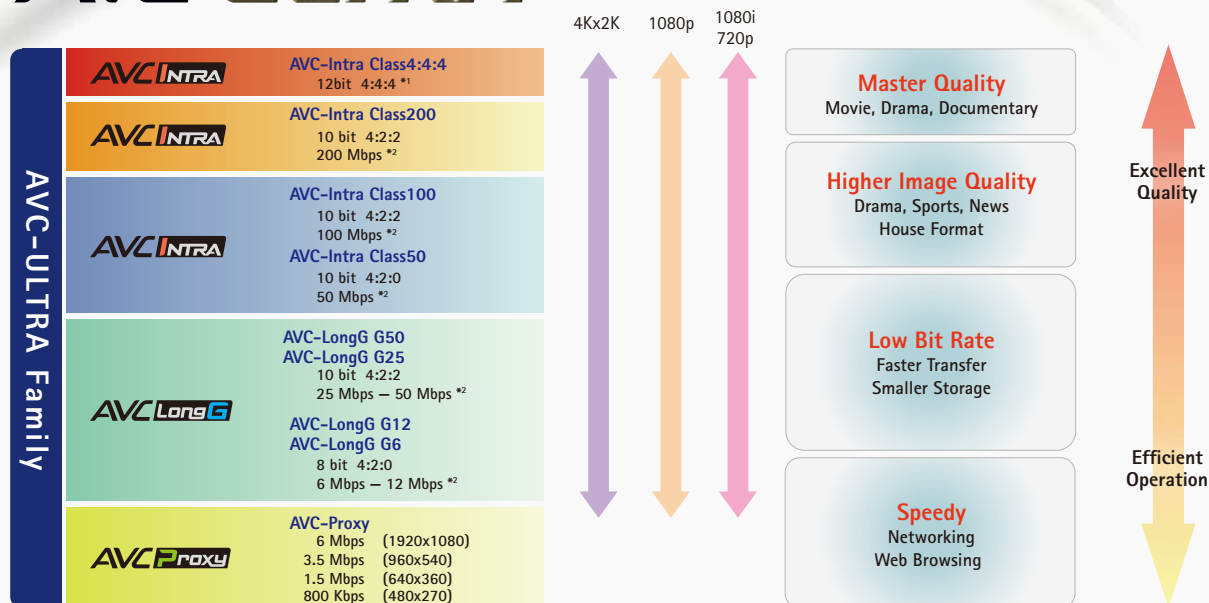 4Kx2K
1080p
1080i
720p
AVC-ULTRA Family
AVC INTRA
AVC-Intra Class4:4:4
12bit 4:4:4 *1
AVC INTRA
AVC-Intra Class200
10 bit 4:2:2
200 Mbps *2
AVC INTRA
AVC-Intra Class100
10 bit 4:2:2
100 Mbps *2
AVC-Intra Class50
10 bit 4:2:0
50 Mbps *2
AVC LongG
AVC-LongG G50
AVC-LongG G25
10 bit 4:2:2
25 Mbps – 50 Mbps *2
AVC-LongG G12
AVC-LongG G6
8 bit 4:2:0
6 Mbps – 12 Mbps *2
AVC Proxy
AVC-Proxy
6 Mbps (1920x1080)
3.5 Mbps (960x540)
1.5 Mbps (640x360)
800 Kbps (480x270)
Master Quality
Movie, Drama, Documentary
Higher Image Quality
Drama, Sports, News
House Format
Low Bit Rate
Faster Transfer
Smaller Storage
Speedy
Networking
Web Browsing
Excellent
Quality
Efficient
Operation